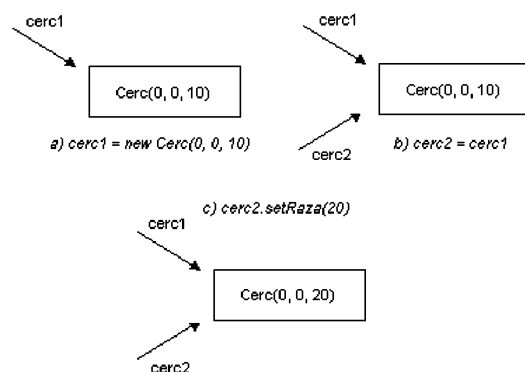 cerc1
Cerc(0, 0, 10)
a) cerc1 = new Cerc(0, 0, 10)
cerc1
Cerc(0, 0, 10)
cerc2
b) cerc2 = cerc1
c) cerc2.setRaza(20)
cerc1
Cerc(0, 0, 20)
cerc2